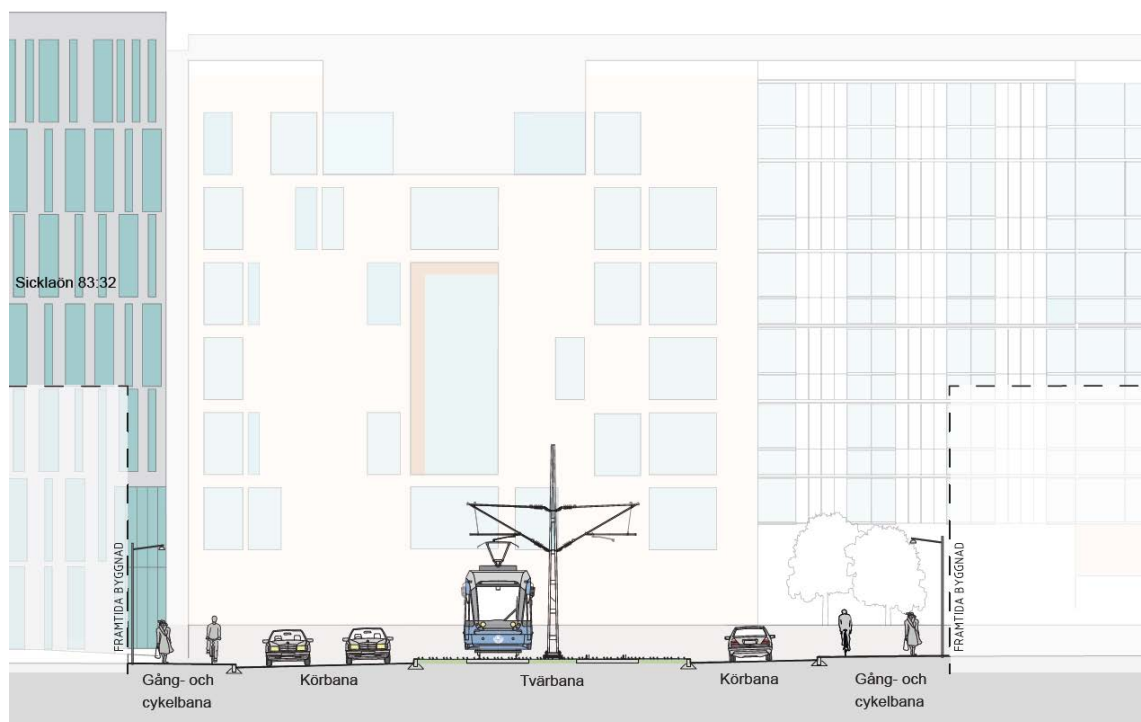 Sicklaön 83:32
FRAMTIDA BYGGNAD
FRAMTIDA BYGGNAD
Gång- och
cykelbana
Körbana
Tvärbana
Körbana
Gång- och
cykelbana